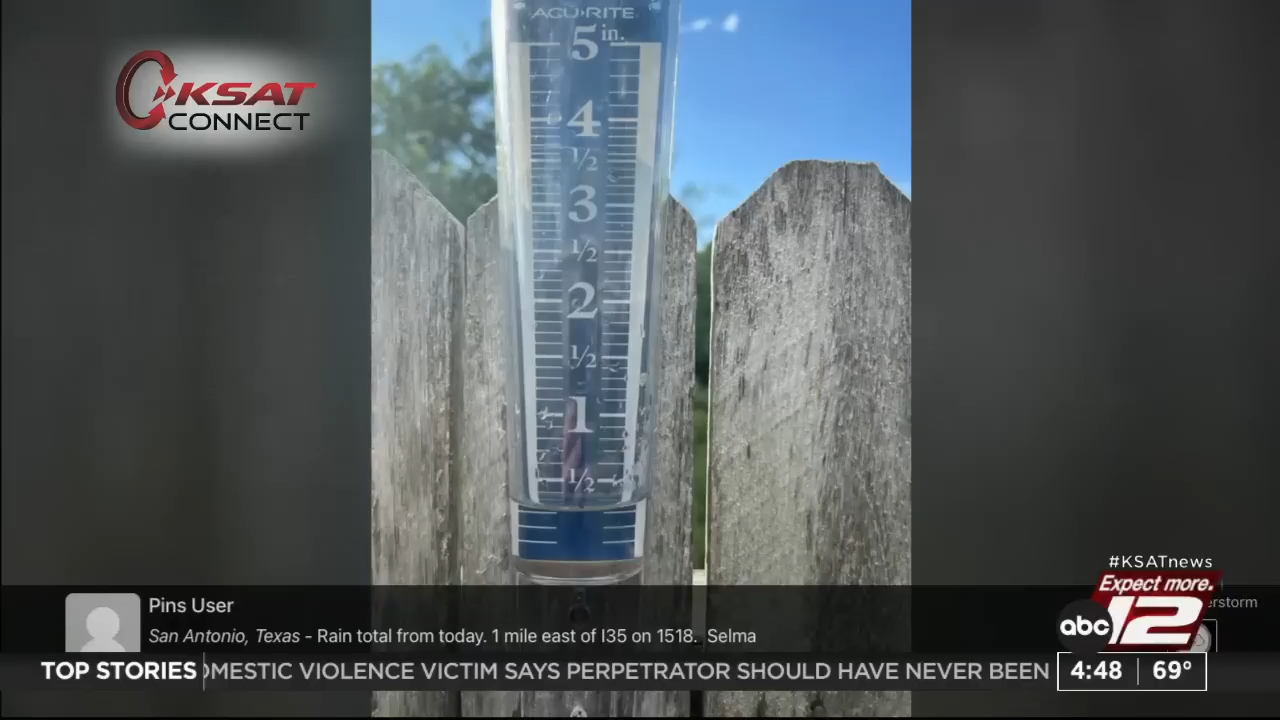 ACU>RITE
5 in.
4
1/2
3
1/2
2
1/2
1
1/2
KSAT
CONNECT
#KSATnews
Expect more.
abc 12
erstorm
Pins User
San Antonio, Texas - Rain total from today. 1 mile east of I35 on 1518. Selma
TOP STORIES OMESTIC VIOLENCE VICTIM SAYS PERPETRATOR SHOULD HAVE NEVER BEEN 4:48 69°